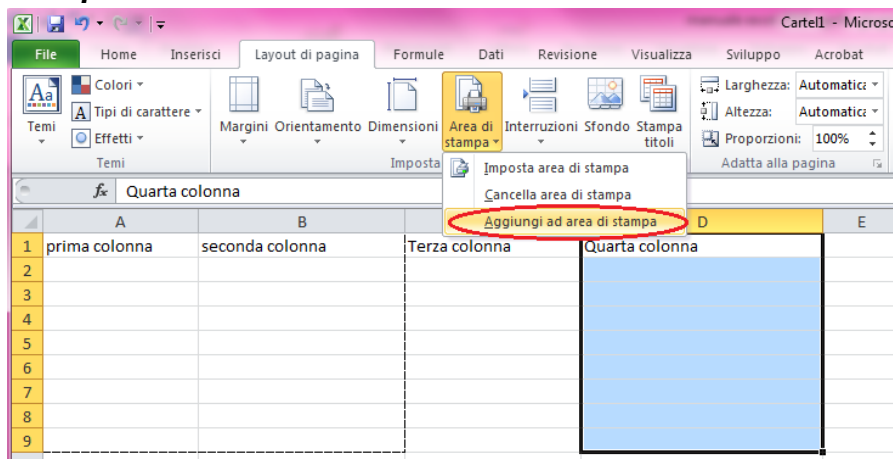 Cartel1 - Microso
File Home Inserisci Layout di pagina Formule Dati Revisione Visualizza Sviluppo Acrobat
Aa Colori Larghezza: Automatica
A Tipi di carattere Altezza: Automatica
Temi Effetti Margini Orientamento Dimensioni Area di stampa Interruzioni Sfondo Stampa titoli Proporzioni: 100%
Temi Imposta Adatta alla pagina
Imposta area di stampa
Cancella area di stampa
Aggiungi ad area di stampa
fx Quarta colonna
A B D E
1 prima colonna seconda colonna Terza colonna Quarta colonna
2
3
4
5
6
7
8
9